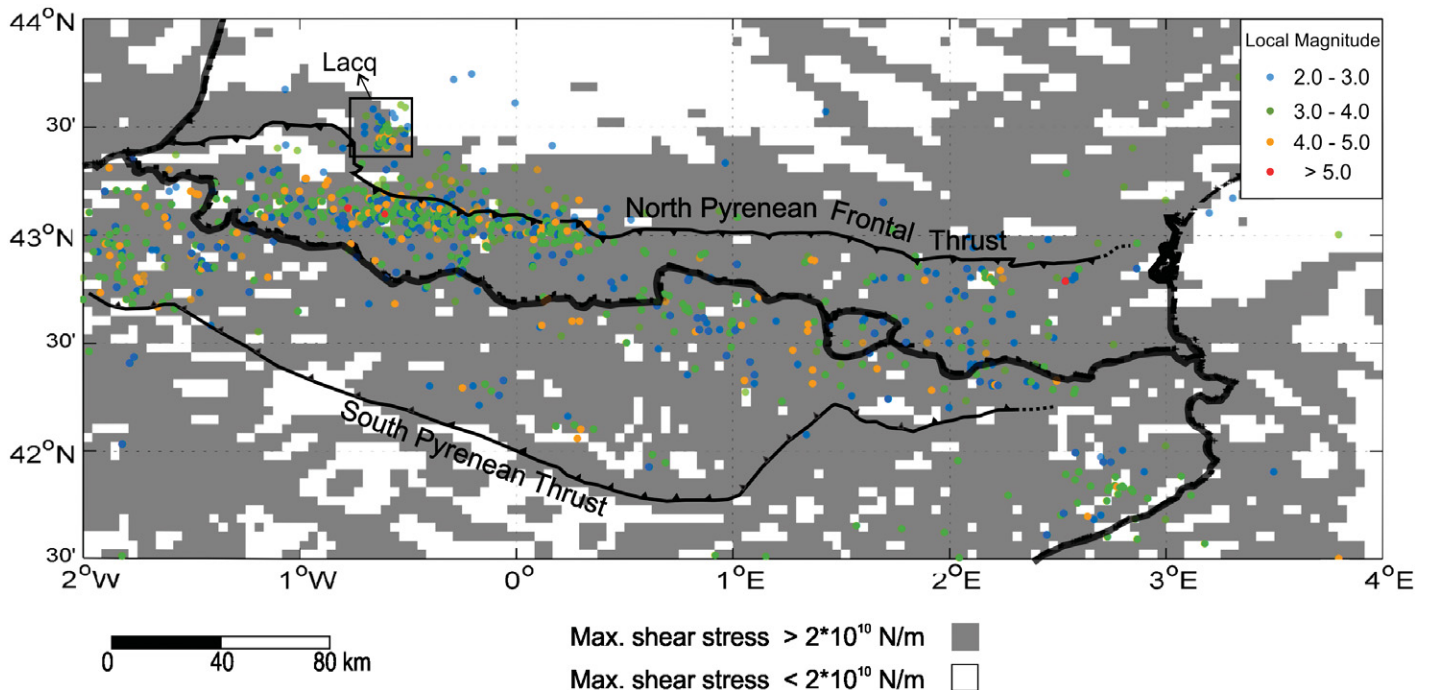 44°N
30'
43°N
30'
42°N
30'
2°W
1°W
0°
1°E
2°E
3°E
4°E
Lacq
North Pyrenean Frontal Thrust
South Pyrenean Thrust
Local Magnitude
2.0 - 3.0
3.0 - 4.0
4.0 - 5.0
> 5.0
0
40
80 km
Max. shear stress > 2*10¹⁰ N/m
Max. shear stress < 2*10¹⁰ N/m